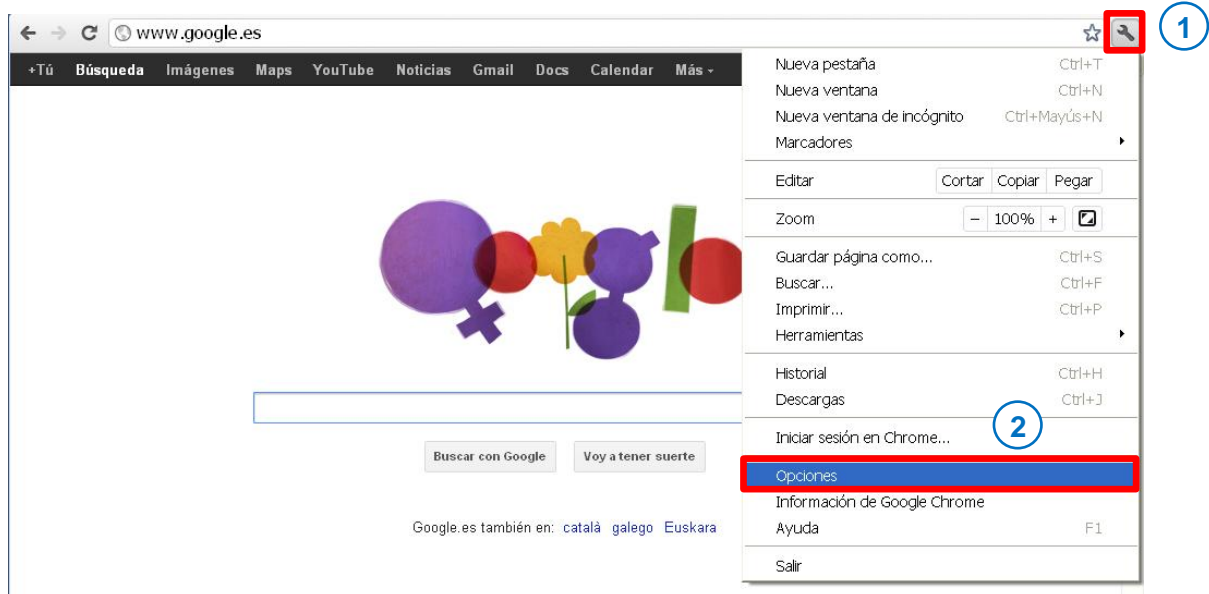 www.google.es
1
+Tú Búsqueda Imágenes Maps YouTube Noticias Gmail Docs Calendar Más
Nueva pestaña Ctrl+T
Nueva ventana Ctrl+N
Nueva ventana de incógnito Ctrl+Mayús+N
Marcadores
Editar Cortar Copiar Pegar
Zoom − 100% +
Guardar página como... Ctrl+S
Buscar... Ctrl+F
Imprimir... Ctrl+P
Herramientas
Historial Ctrl+H
Descargas Ctrl+J
Iniciar sesión en Chrome...
2
Opciones
Información de Google Chrome
Ayuda F1
Salir
Google
Buscar con Google Voy a tener suerte
Google.es también en: català galego Euskara